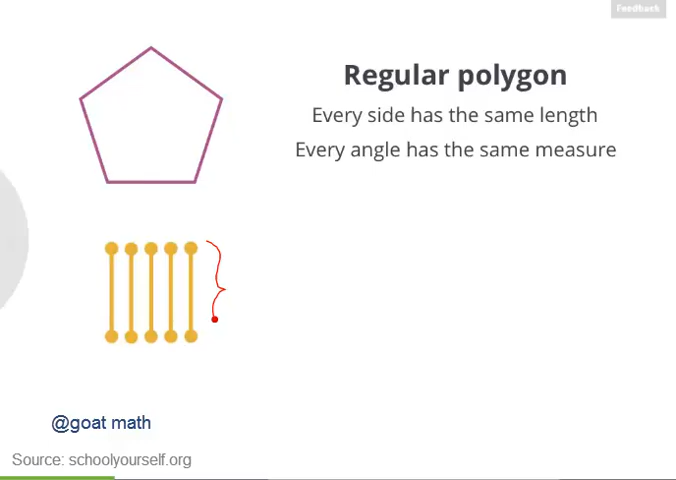 Feedback
Regular polygon
Every side has the same length
Every angle has the same measure
@goat math
Source: schoolyourself.org